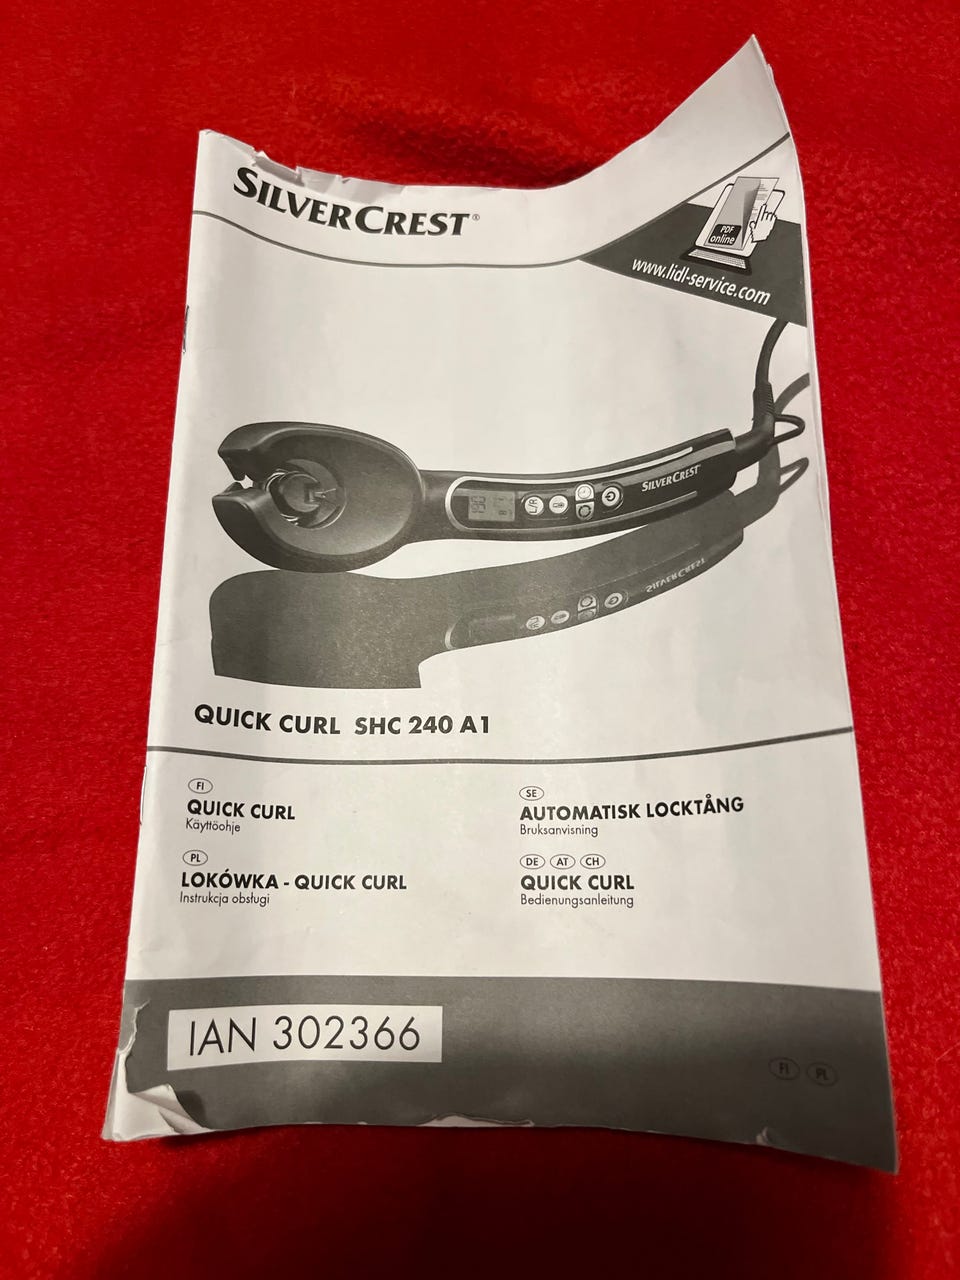 SILVERCREST®
PDF
online
www.lidl-service.com
SILVERCREST
L/R
SILVERCREST
QUICK CURL SHC 240 A1
FI
QUICK CURL
Käyttöohje
SE
AUTOMATISK LOCKTÅNG
Bruksanvisning
PL
LOKÓWKA - QUICK CURL
Instrukcja obsługi
DE AT CH
QUICK CURL
Bedienungsanleitung
IAN 302366
FI PL